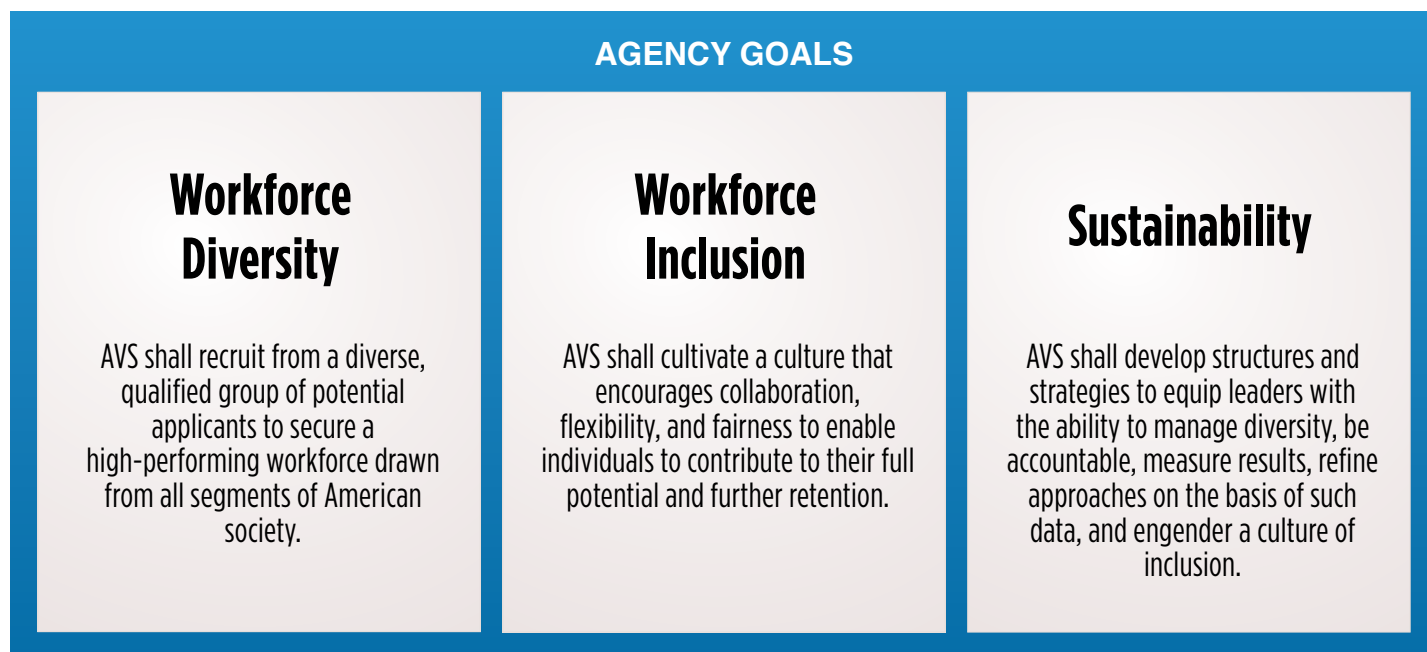 AGENCY GOALS
Workforce
Diversity
AVS shall recruit from a diverse,
qualified group of potential
applicants to secure a
high-performing workforce drawn
from all segments of American
society.
Workforce
Inclusion
AVS shall cultivate a culture that
encourages collaboration,
flexibility, and fairness to enable
individuals to contribute to their full
potential and further retention.
Sustainability
AVS shall develop structures and
strategies to equip leaders with
the ability to manage diversity, be
accountable, measure results, refine
approaches on the basis of such
data, and engender a culture of
inclusion.